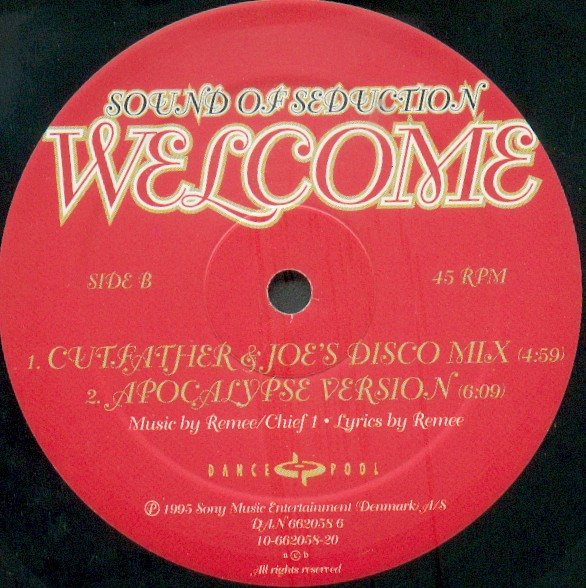 SOUND OF SEDUCTION
WELCOME
SIDE B 45 RPM
1. CUTFATHER & JOE'S DISCO MIX (4:59)
2. APOCALYPSE VERSION (6:09)
Music by Remee/Chief 1 • Lyrics by Remee
DANCE POOL
℗ 1995 Sony Music Entertainment (Denmark) A/S
DAN 662058 6
10-662058-20
n c b
All rights reserved